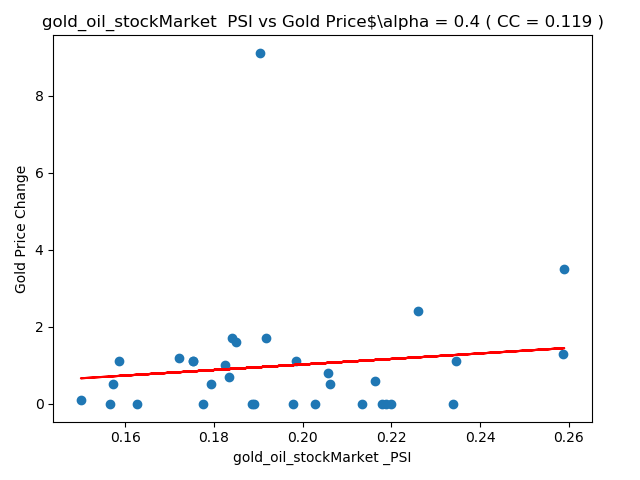 gold_oil_stockMarket  PSI vs Gold Price$\alpha = 0.4 ( CC = 0.119 )
Gold Price Change
8
6
4
2
0
0.16 0.18 0.20 0.22 0.24 0.26
gold_oil_stockMarket _PSI